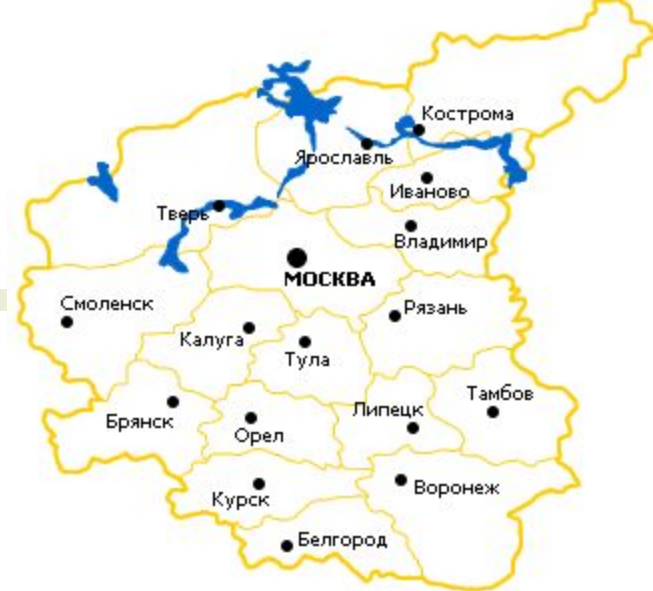 Кострома
Ярославль
Иваново
Тверь
Владимир
МОСКВА
Смоленск
Рязань
Калуга
Тула
Тамбов
Липецк
Брянск
Орел
Воронеж
Курск
Белгород